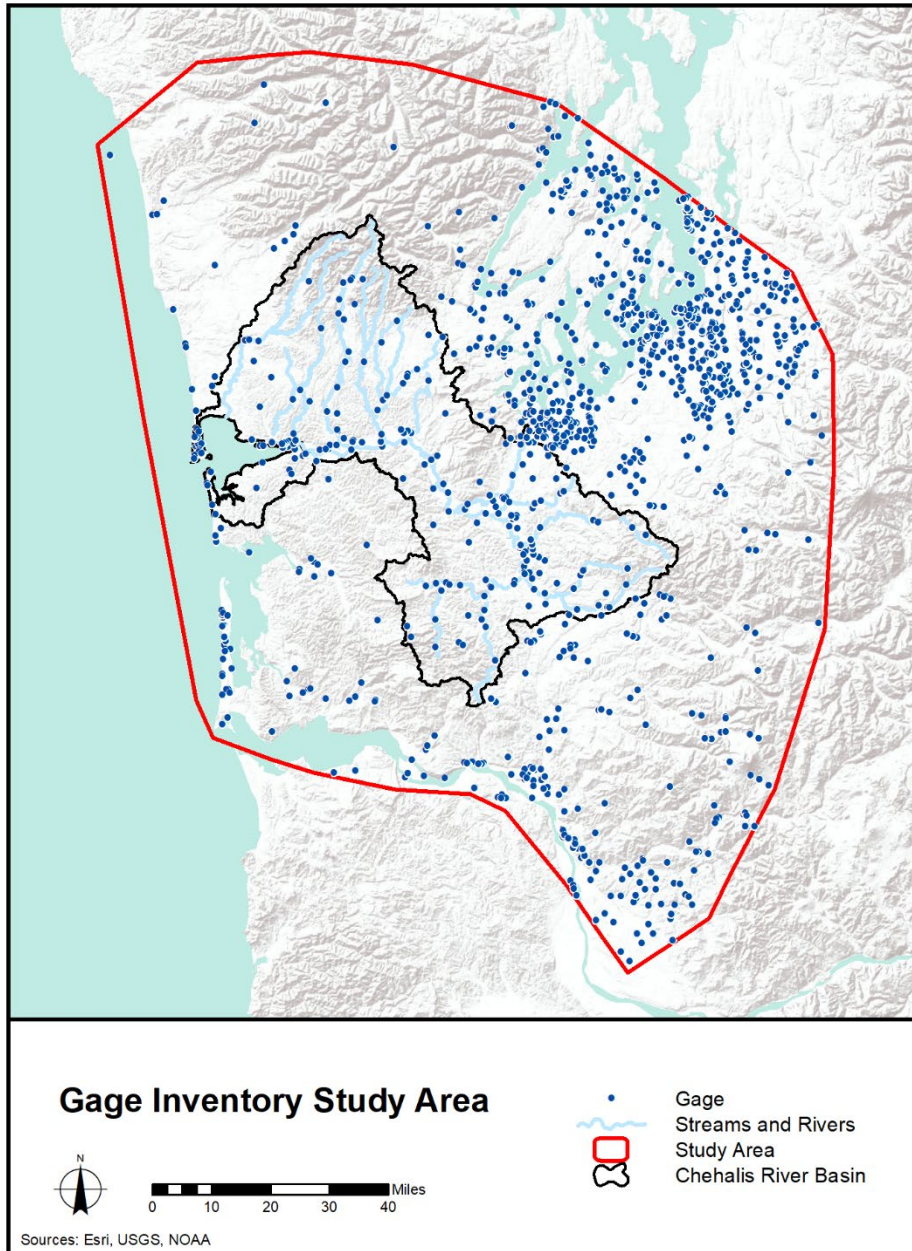 Gage Inventory Study Area
Gage
Streams and Rivers
Study Area
Chehalis River Basin
N
Miles
0 10 20 30 40
Sources: Esri, USGS, NOAA